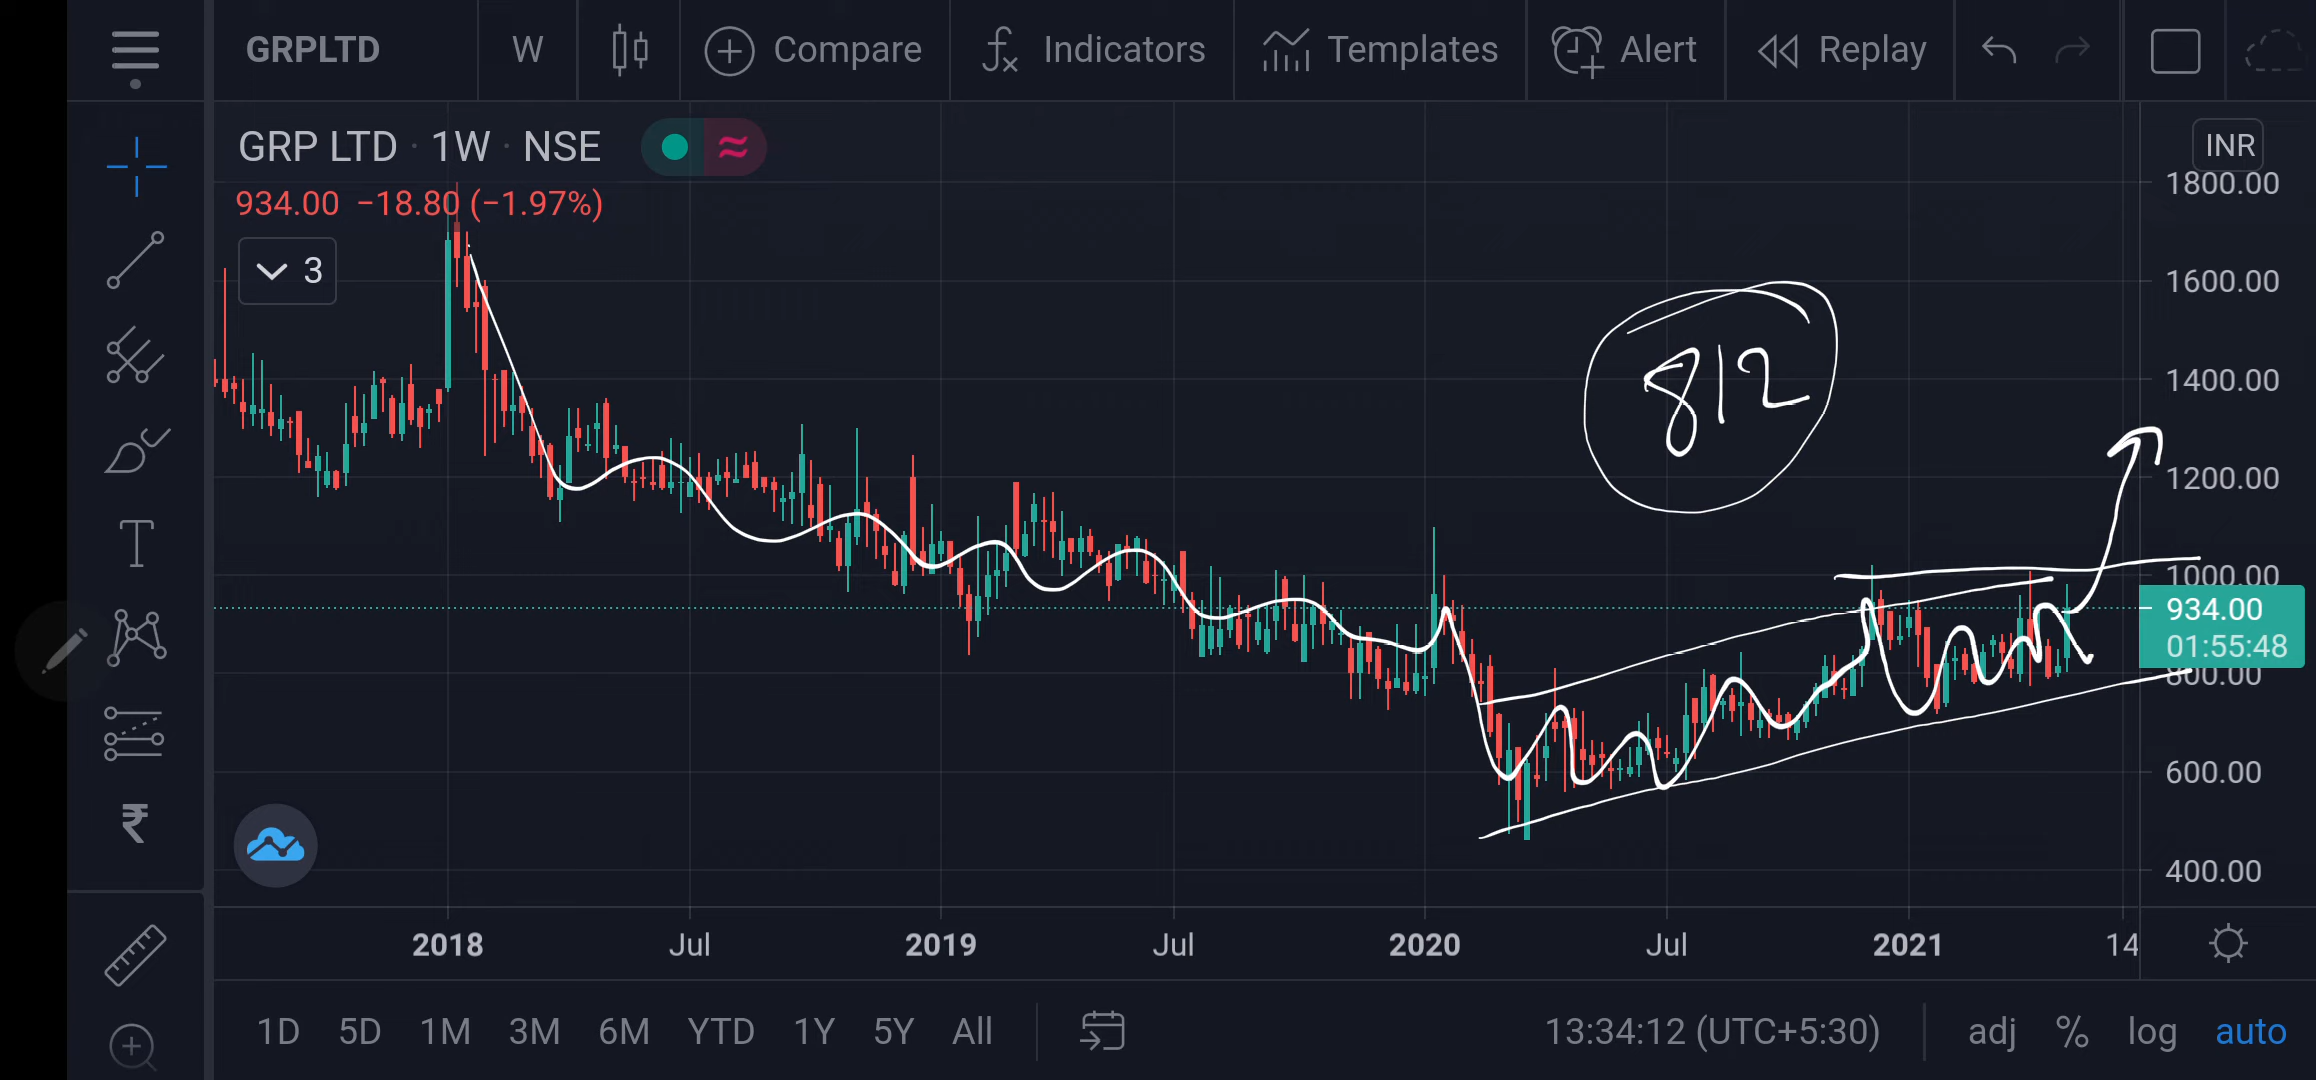 GRPLTD W Compare Indicators Templates Alert Replay
GRP LTD · 1W · NSE INR
934.00 −18.80 (−1.97%)
3
1800.00
1600.00
1400.00
1200.00
1000.00
934.00
01:55:48
800.00
600.00
400.00
812
2018 Jul 2019 Jul 2020 Jul 2021 14
1D 5D 1M 3M 6M YTD 1Y 5Y All 13:34:12 (UTC+5:30) adj % log auto